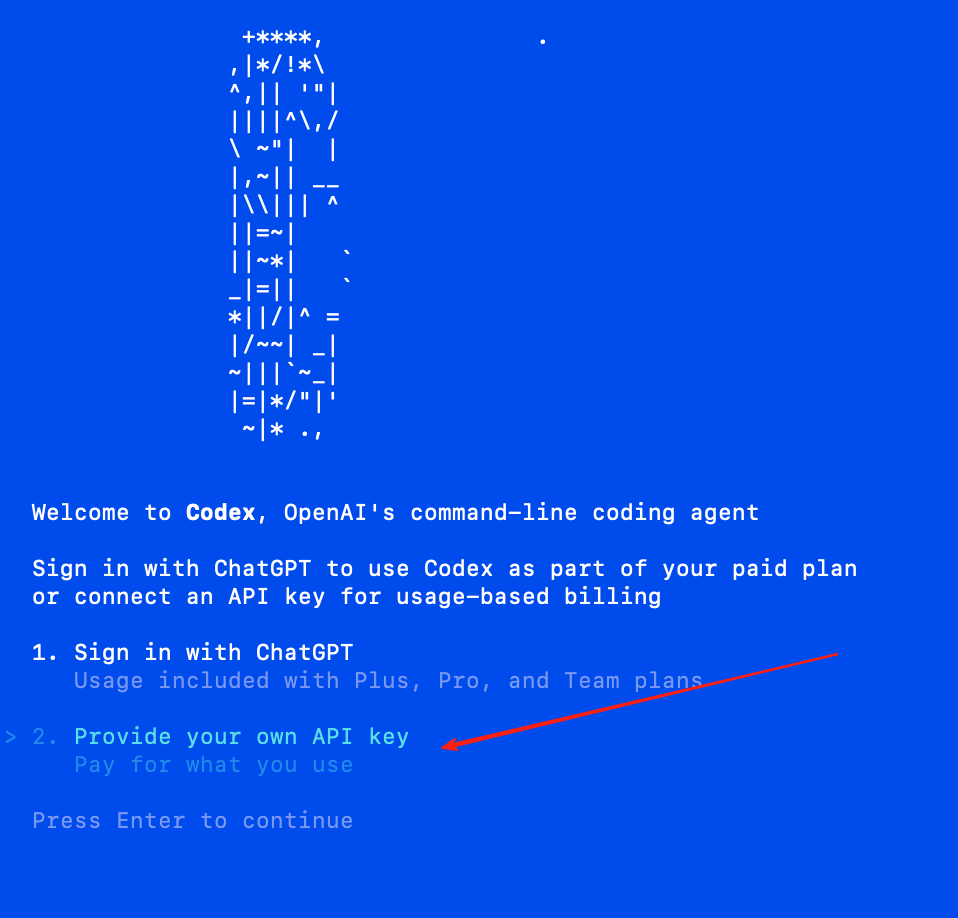 +****, .
,|*/!*\
^,|| '"|
||||^\,/
\ ~"|  |
|,~|| __
|\\||| ^
||=~|
||~*|   `
_|=||   `
*||/|^ =
|/~~| _|
~|||`~_|
|=|*/"|'
~|* .,
Welcome to Codex, OpenAI's command-line coding agent
Sign in with ChatGPT to use Codex as part of your paid plan
or connect an API key for usage-based billing
1. Sign in with ChatGPT
Usage included with Plus, Pro, and Team plans
> 2. Provide your own API key
Pay for what you use
Press Enter to continue